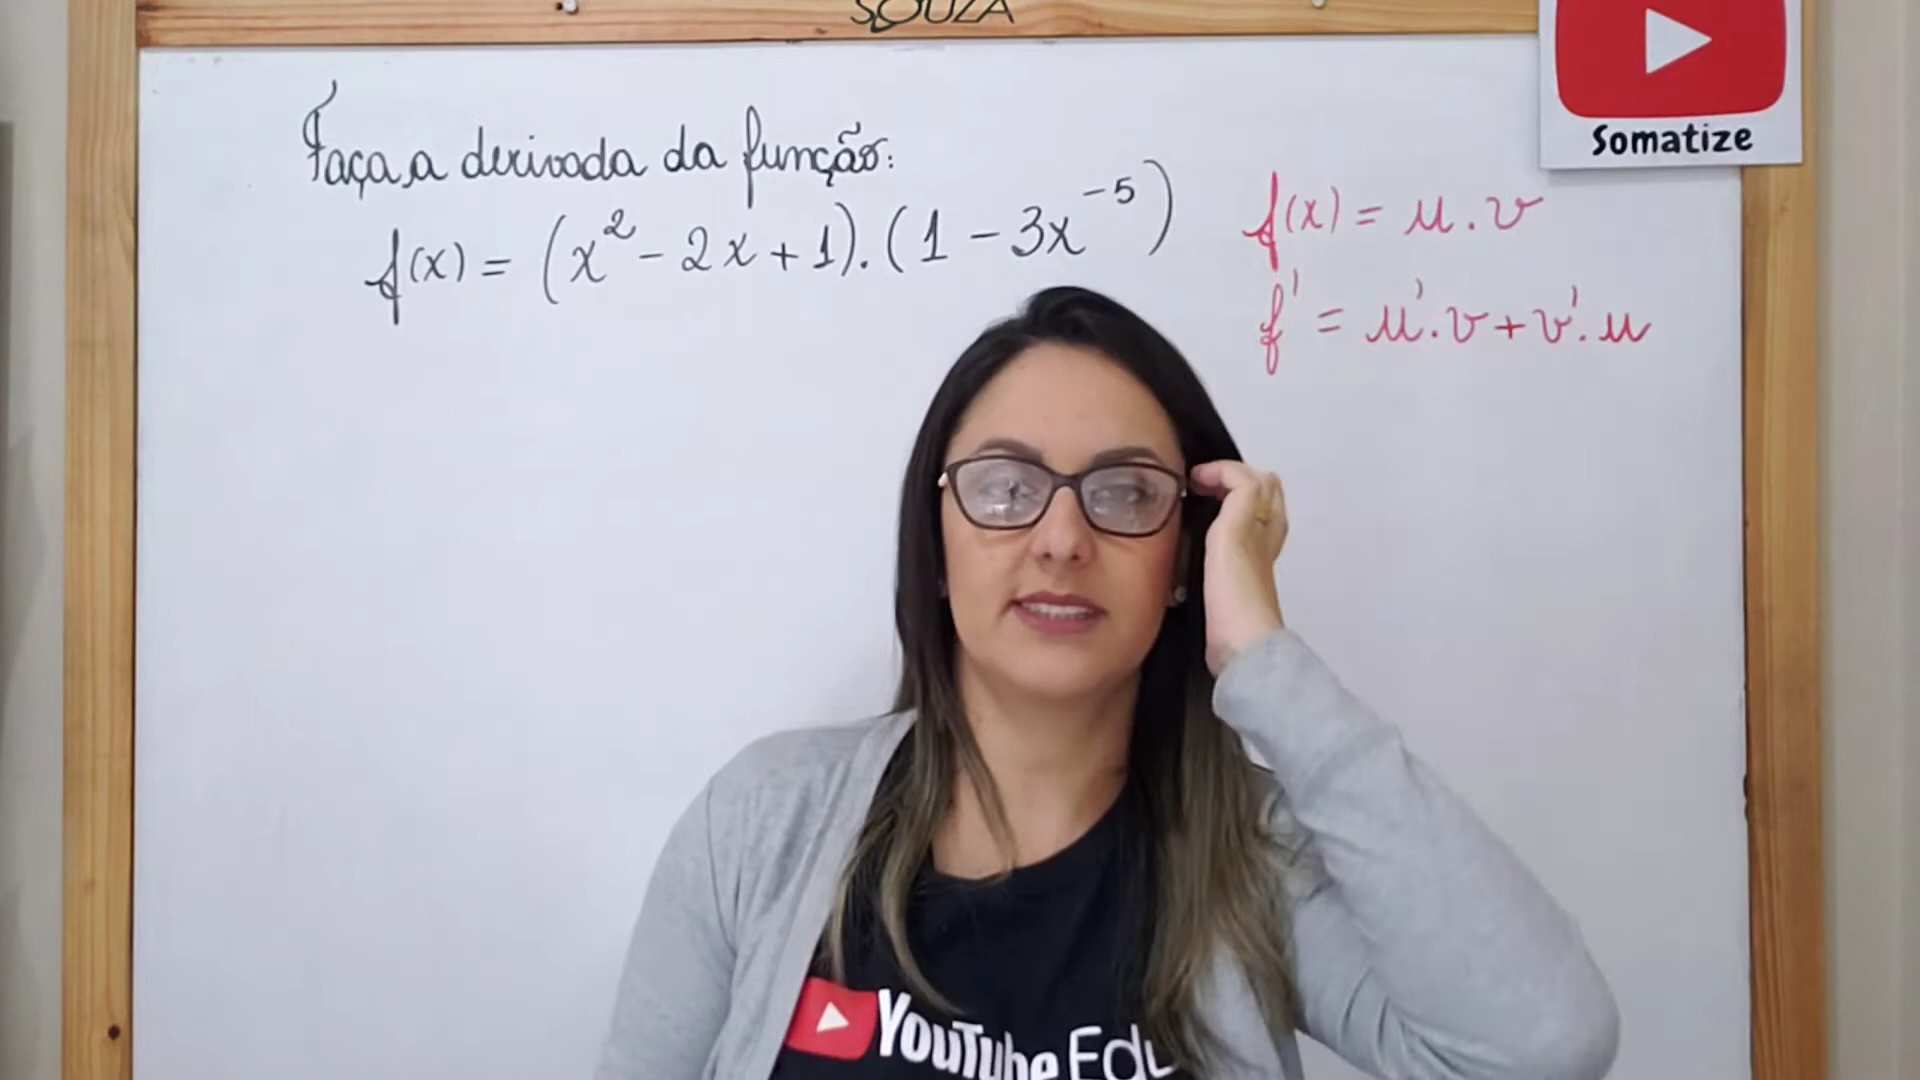 SOUZA
Somatize
Faça a derivada da função:
f(x) = (x² - 2x + 1).(1 - 3x⁻⁵)
f(x) = u.v
f' = u'.v + v'.u
YouTube Edu